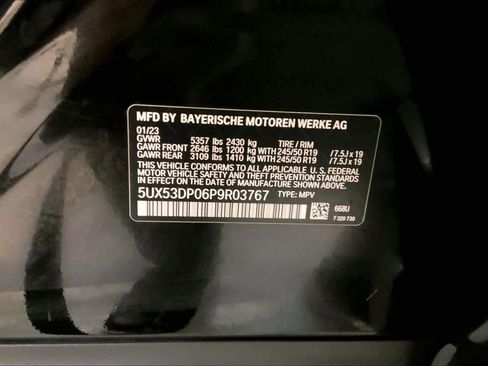 MFD BY BAYERISCHE MOTOREN WERKE AG
01/23
GVWR 5357 lbs 2430 kg TIRE / RIM
GAWR FRONT 2646 lbs 1200 kg WITH 245/50 R19 /7.5J x 19
GAWR REAR 3109 lbs 1410 kg WITH 245/50 R19 /7.5J x 19
THIS VEHICLE CONFORMS TO ALL APPLICABLE U. S. FEDERAL
MOTOR VEHICLE SAFETY AND THEFT PREVENTION STANDARDS
IN EFFECT ON THE DATE OF MANUFACTURE SHOWN ABOVE.
5UX53DP06P9R03767 TYPE: MPV
66BU
7 320 730